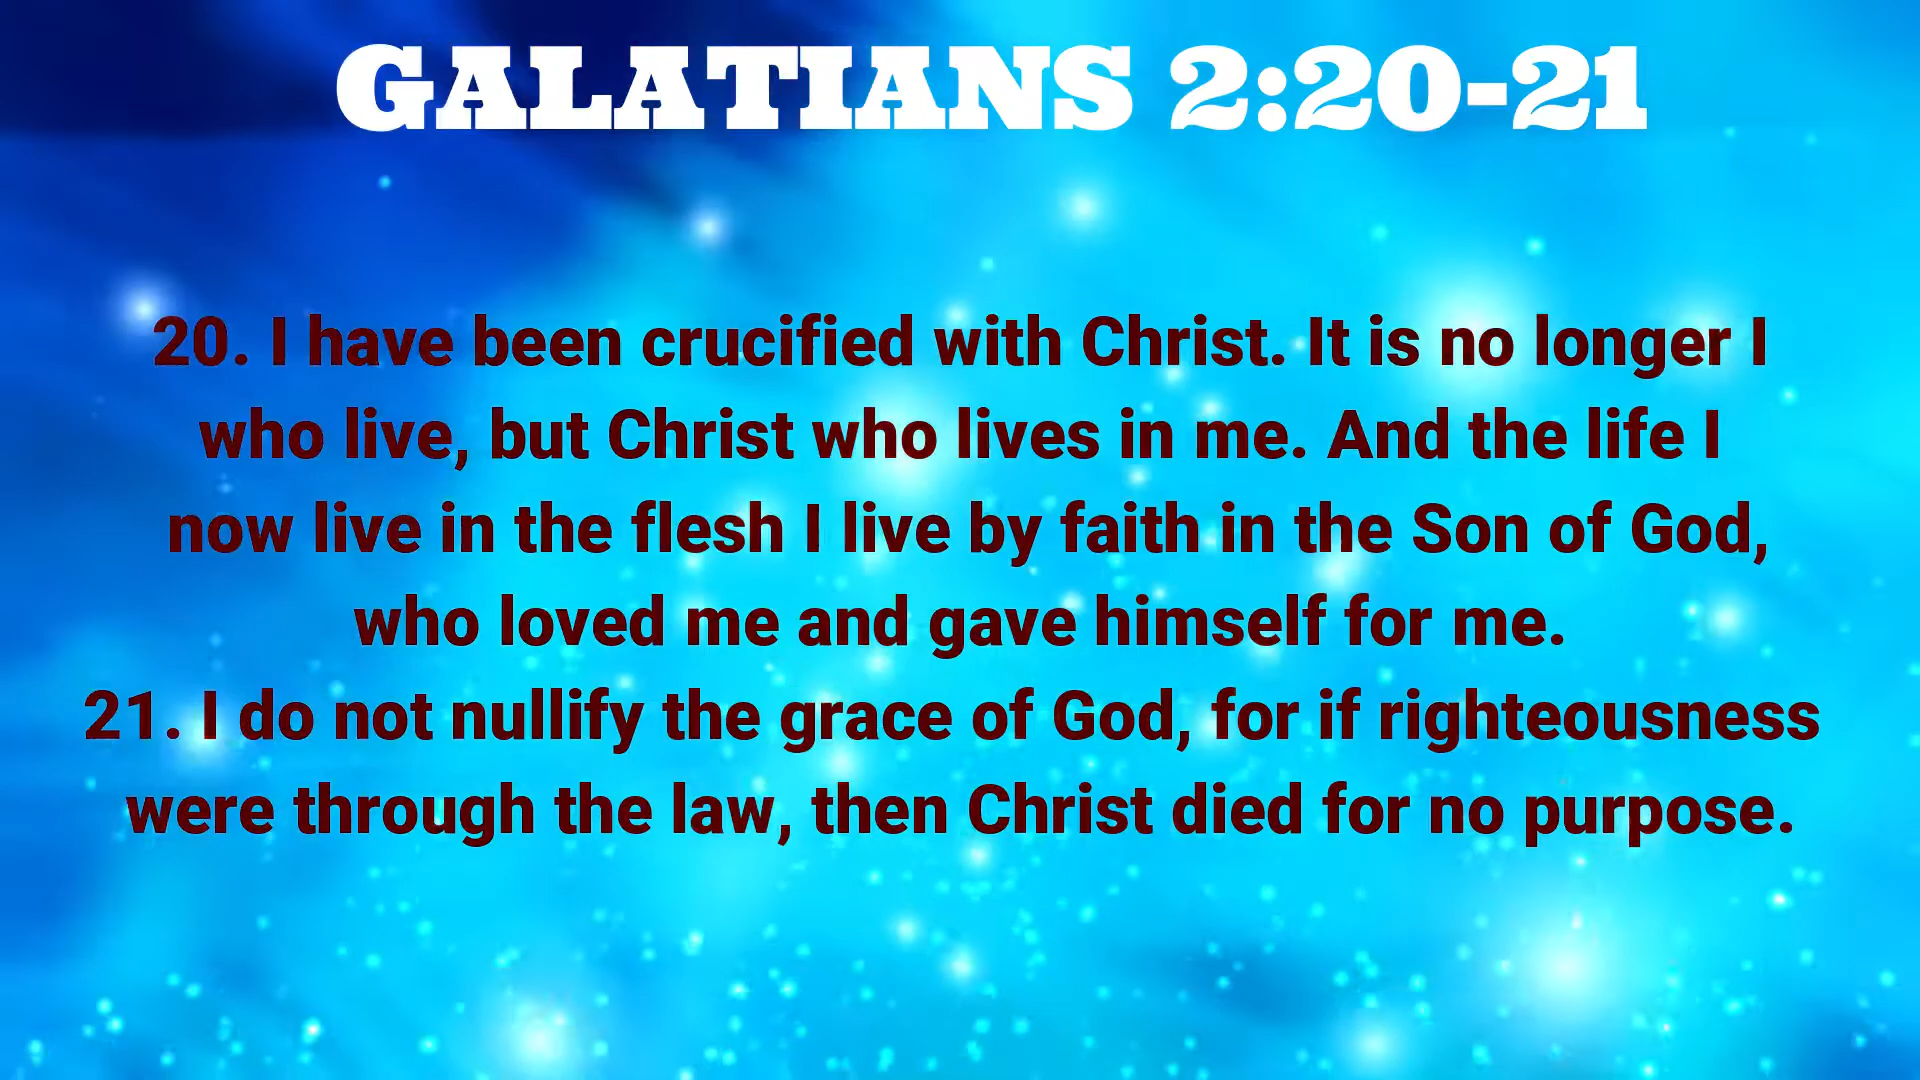 GALATIANS 2:20-21
20. I have been crucified with Christ. It is no longer I
who live, but Christ who lives in me. And the life I
now live in the flesh I live by faith in the Son of God,
who loved me and gave himself for me.
21. I do not nullify the grace of God, for if righteousness
were through the law, then Christ died for no purpose.